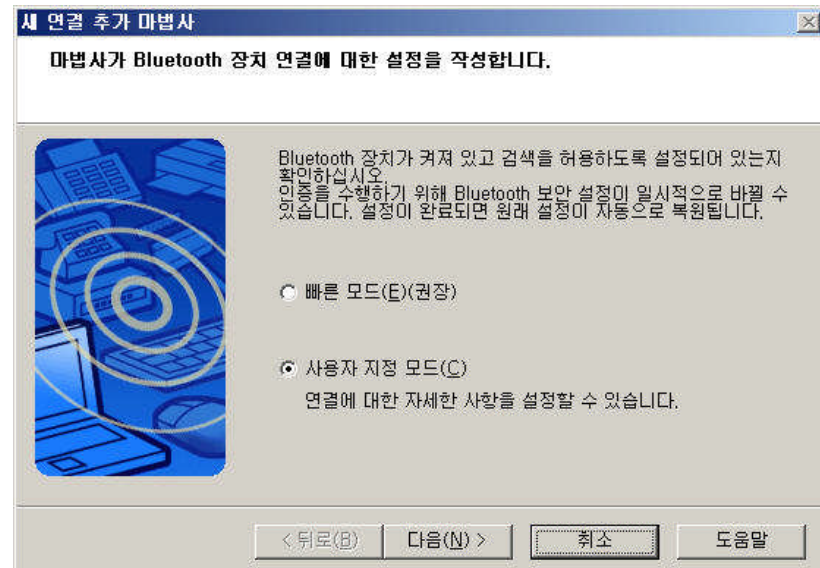 새 연결 추가 마법사
마법사가 Bluetooth 장치 연결에 대한 설정을 작성합니다.
Bluetooth 장치가 켜져 있고 검색을 허용하도록 설정되어 있는지
확인하십시오.
인증을 수행하기 위해 Bluetooth 보안 설정이 일시적으로 바뀔 수
있습니다. 설정이 완료되면 원래 설정이 자동으로 복원됩니다.
빠른 모드(E)(권장)
사용자 지정 모드(C)
연결에 대한 자세한 사항을 설정할 수 있습니다.
< 뒤로(B) 다음(N) > 취소 도움말